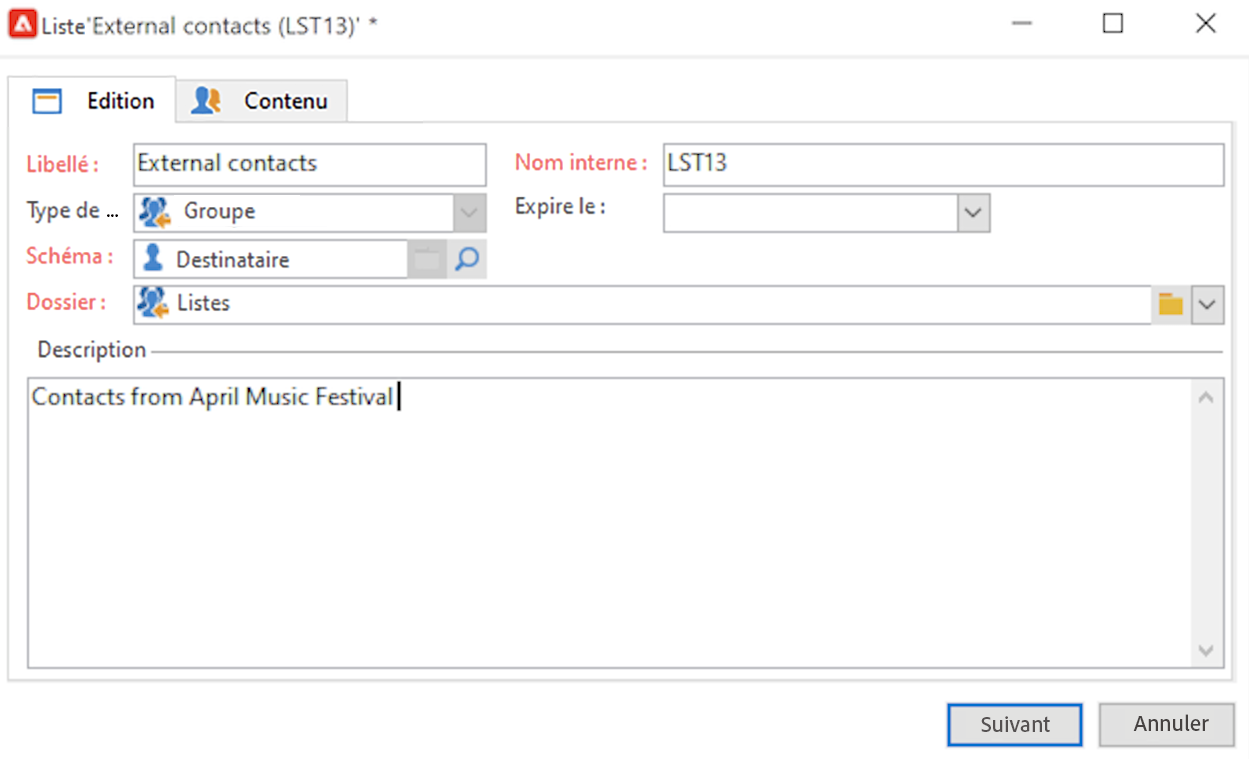 Liste'External contacts (LST13)' *
Edition Contenu
Libellé : External contacts Nom interne : LST13
Type de ... Groupe Expire le :
Schéma : Destinataire
Dossier : Listes
Description
Contacts from April Music Festival
Suivant Annuler